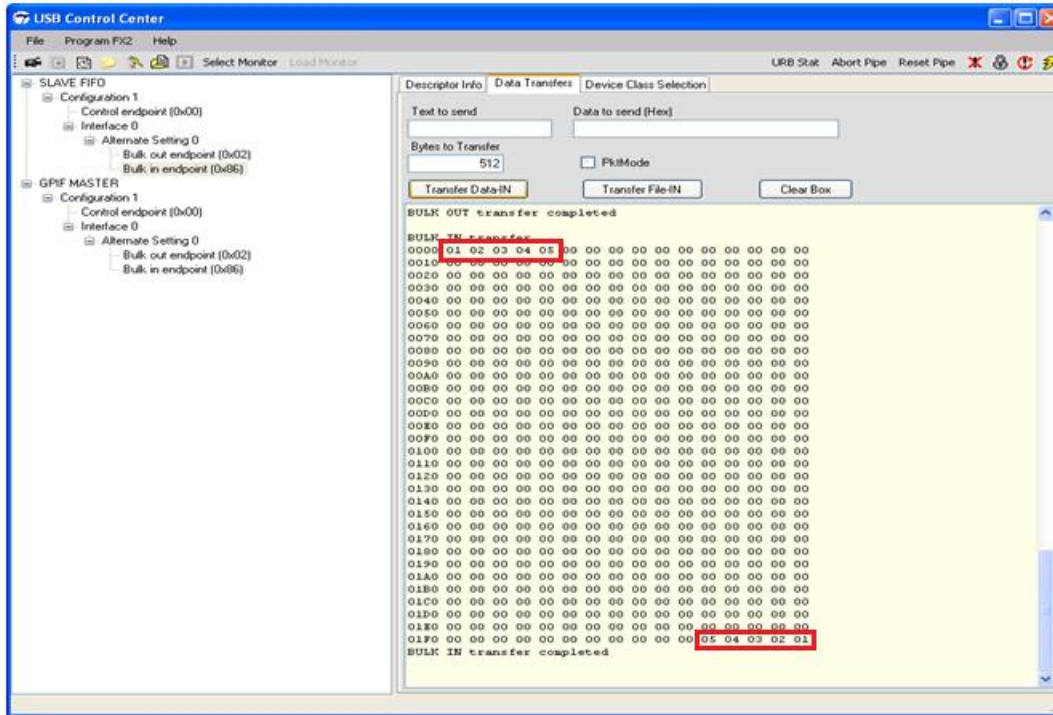 USB Control Center
File Program FX2 Help
Select Monitor Load Monitor URB Stat Abort Pipe Reset Pipe
SLAVE FIFO
Configuration 1
Control endpoint (0x00)
Interface 0
Alternate Setting 0
Bulk out endpoint (0x02)
Bulk in endpoint (0x86)
GPIF MASTER
Configuration 1
Control endpoint (0x00)
Interface 0
Alternate Setting 0
Bulk out endpoint (0x02)
Bulk in endpoint (0x86)
Descriptor Info Data Transfers Device Class Selection
Text to send Data to send (Hex)
Bytes to Transfer
512 PktMode
Transfer Data-IN Transfer File-IN Clear Box
BULK OUT transfer completed
BULK IN transfer
0000 01 02 03 04 05 00 00 00 00 00 00 00 00 00 00 00
0010 00 00 00 00 00 00 00 00 00 00 00 00 00 00 00 00
0020 00 00 00 00 00 00 00 00 00 00 00 00 00 00 00 00
0030 00 00 00 00 00 00 00 00 00 00 00 00 00 00 00 00
0040 00 00 00 00 00 00 00 00 00 00 00 00 00 00 00 00
0050 00 00 00 00 00 00 00 00 00 00 00 00 00 00 00 00
0060 00 00 00 00 00 00 00 00 00 00 00 00 00 00 00 00
0070 00 00 00 00 00 00 00 00 00 00 00 00 00 00 00 00
0080 00 00 00 00 00 00 00 00 00 00 00 00 00 00 00 00
0090 00 00 00 00 00 00 00 00 00 00 00 00 00 00 00 00
00A0 00 00 00 00 00 00 00 00 00 00 00 00 00 00 00 00
00B0 00 00 00 00 00 00 00 00 00 00 00 00 00 00 00 00
00C0 00 00 00 00 00 00 00 00 00 00 00 00 00 00 00 00
00D0 00 00 00 00 00 00 00 00 00 00 00 00 00 00 00 00
00E0 00 00 00 00 00 00 00 00 00 00 00 00 00 00 00 00
00F0 00 00 00 00 00 00 00 00 00 00 00 00 00 00 00 00
0100 00 00 00 00 00 00 00 00 00 00 00 00 00 00 00 00
0110 00 00 00 00 00 00 00 00 00 00 00 00 00 00 00 00
0120 00 00 00 00 00 00 00 00 00 00 00 00 00 00 00 00
0130 00 00 00 00 00 00 00 00 00 00 00 00 00 00 00 00
0140 00 00 00 00 00 00 00 00 00 00 00 00 00 00 00 00
0150 00 00 00 00 00 00 00 00 00 00 00 00 00 00 00 00
0160 00 00 00 00 00 00 00 00 00 00 00 00 00 00 00 00
0170 00 00 00 00 00 00 00 00 00 00 00 00 00 00 00 00
0180 00 00 00 00 00 00 00 00 00 00 00 00 00 00 00 00
0190 00 00 00 00 00 00 00 00 00 00 00 00 00 00 00 00
01A0 00 00 00 00 00 00 00 00 00 00 00 00 00 00 00 00
01B0 00 00 00 00 00 00 00 00 00 00 00 00 00 00 00 00
01C0 00 00 00 00 00 00 00 00 00 00 00 00 00 00 00 00
01D0 00 00 00 00 00 00 00 00 00 00 00 00 00 00 00 00
01E0 00 00 00 00 00 00 00 00 00 00 00 00 00 00 00 00
01F0 00 00 00 00 00 00 00 00 00 00 00 05 04 03 02 01
BULK IN transfer completed